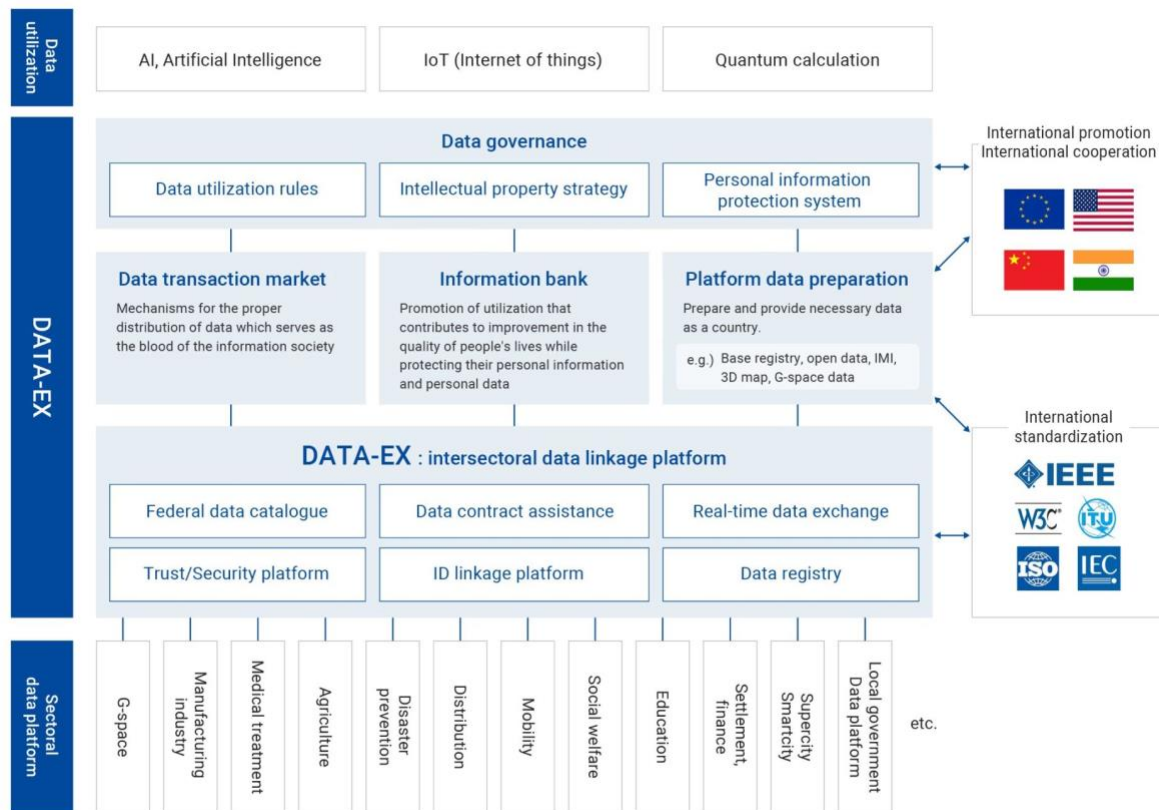 Data
utilization
AI, Artificial Intelligence
IoT (Internet of things)
Quantum calculation
DATA-EX
Data governance
Data utilization rules
Intellectual property strategy
Personal information
protection system
Data transaction market
Mechanisms for the proper
distribution of data which serves as
the blood of the information society
Information bank
Promotion of utilization that
contributes to improvement in the
quality of people's lives while
protecting their personal information
and personal data
Platform data preparation
Prepare and provide necessary data
as a country.
e.g.) Base registry, open data, IMI,
3D map, G-space data
DATA-EX : intersectoral data linkage platform
Federal data catalogue
Data contract assistance
Real-time data exchange
Trust/Security platform
ID linkage platform
Data registry
International promotion
International cooperation
International
standardization
IEEE
W3C®
ITU
ISO
IEC
Sectoral
data platform
G-space
Manufacturing
industry
Medical treatment
Agriculture
Disaster
prevention
Distribution
Mobility
Social welfare
Education
Settlement,
finance
Supercity
Smartcity
Local government
Data platform
etc.